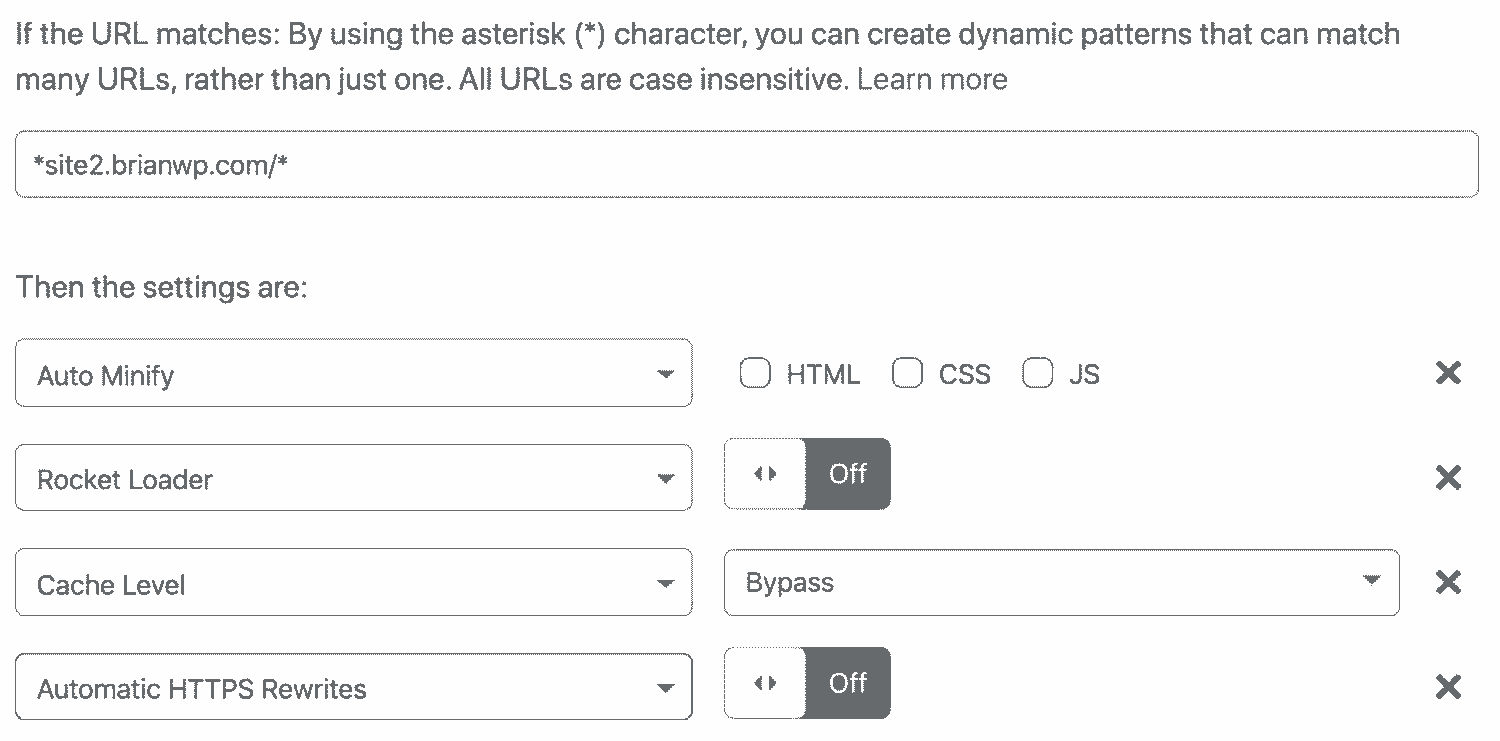 If the URL matches: By using the asterisk (*) character, you can create dynamic patterns that can match
many URLs, rather than just one. All URLs are case insensitive. Learn more
*site2.brianwp.com/*
Then the settings are:
Auto Minify HTML CSS JS
Rocket Loader Off
Cache Level Bypass
Automatic HTTPS Rewrites Off